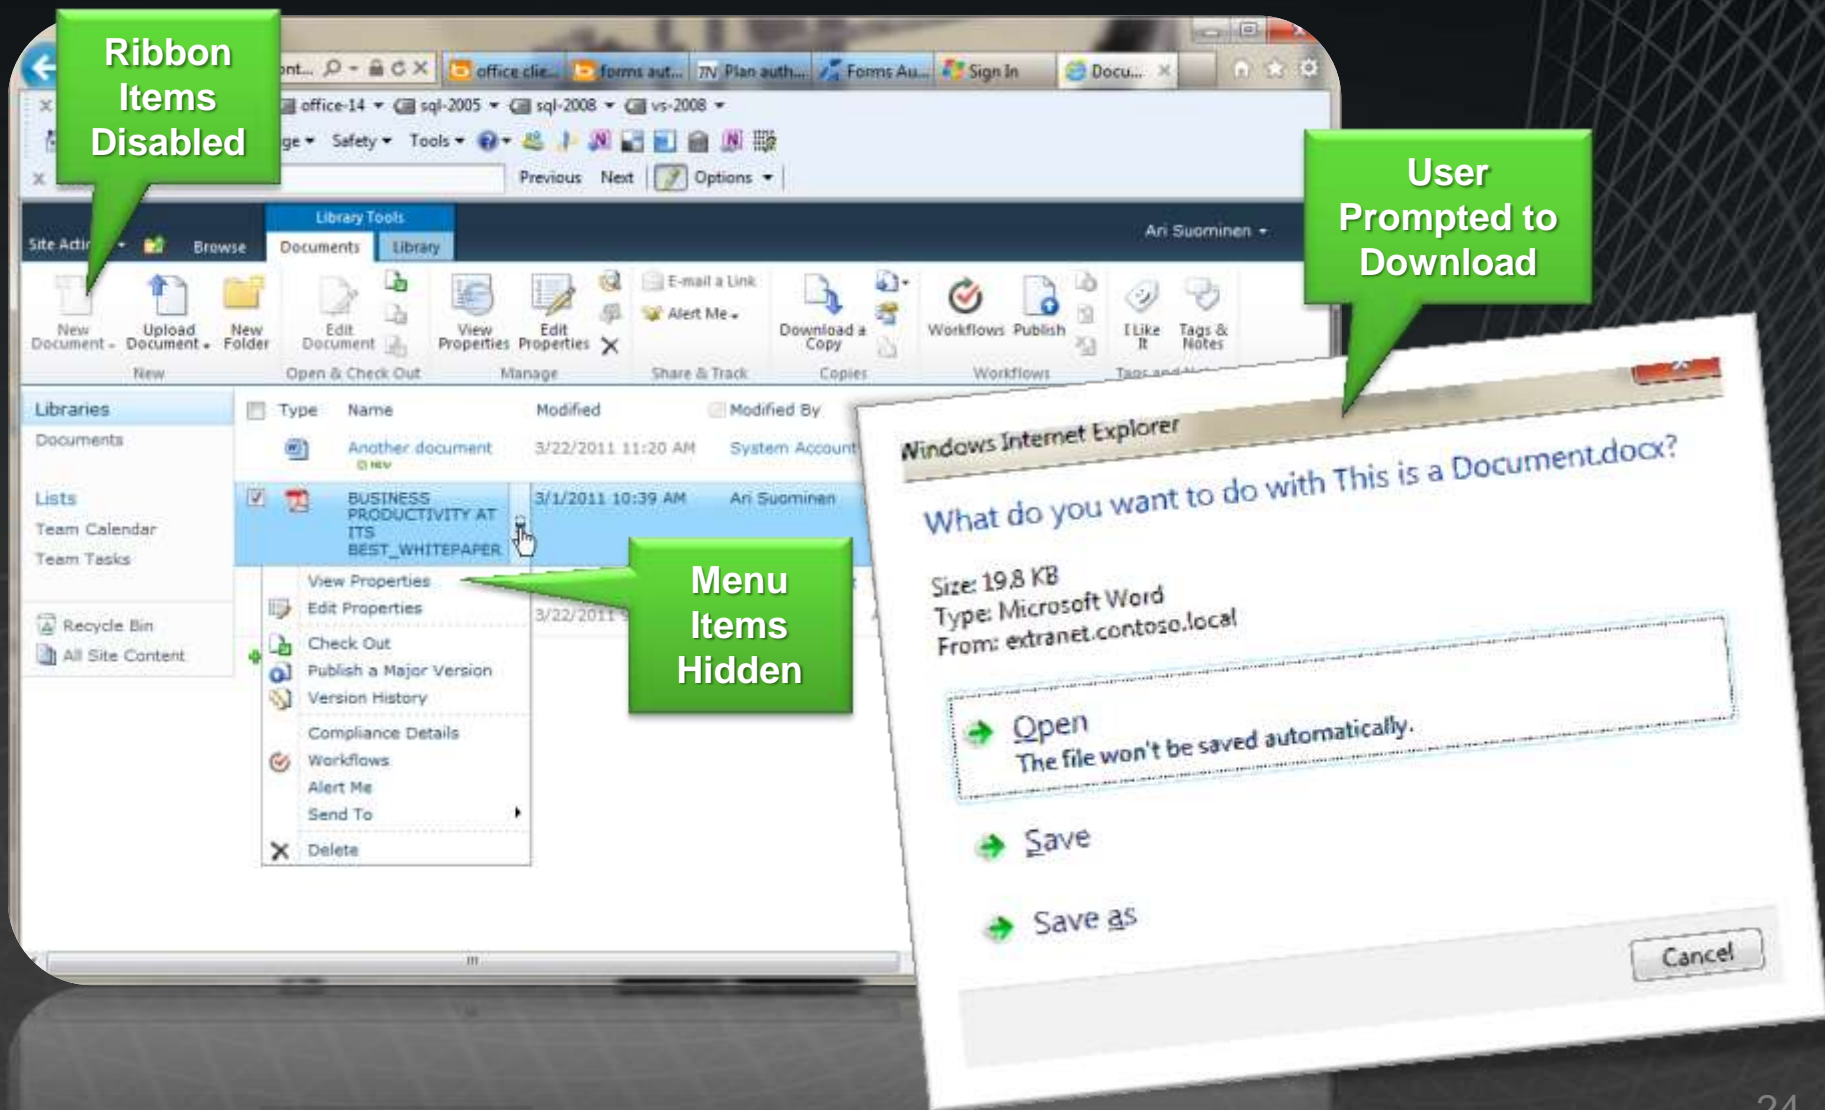 Ribbon
Items
Disabled
ont...
office clie...
forms aut...
Plan auth...
Forms Au...
Sign In
Docu...
office-14
sql-2005
sql-2008
vs-2008
ge
Safety
Tools
Previous
Next
Options
User
Prompted to
Download
Library Tools
Browse
Documents
Library
Ari Suominen
New
Document
Upload
Document
New
Folder
Edit
Document
View
Properties
Edit
Properties
E-mail a Link
Alert Me
Download a
Copy
Workflows
Publish
I Like
It
Tags &
Notes
New
Open & Check Out
Manage
Share & Track
Copies
Workflows
Libraries
Documents
Lists
Team Calendar
Team Tasks
Recycle Bin
All Site Content
Type
Name
Modified
Modified By
Another document
3/22/2011 11:20 AM
System Account
NEW
BUSINESS
PRODUCTIVITY AT
ITS
BEST_WHITEPAPER
3/1/2011 10:39 AM
Ari Suominen
3/22/2011
View Properties
Edit Properties
Check Out
Publish a Major Version
Version History
Compliance Details
Workflows
Alert Me
Send To
Delete
Menu
Items
Hidden
Windows Internet Explorer
What do you want to do with This is a Document.docx?
Size: 19.8 KB
Type: Microsoft Word
From: extranet.contoso.local
Open
The file won't be saved automatically.
Save
Save as
Cancel
24